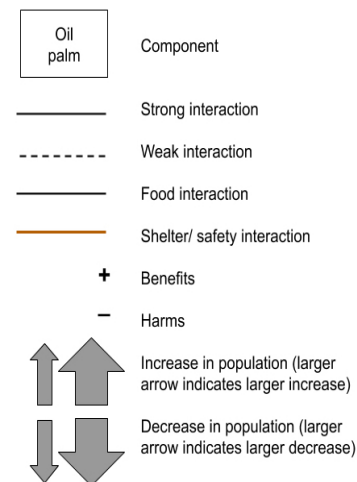 Oil
palm
Component
Strong interaction
Weak interaction
Food interaction
Shelter/ safety interaction
+ Benefits
– Harms
Increase in population (larger
arrow indicates larger increase)
Decrease in population (larger
arrow indicates larger decrease)